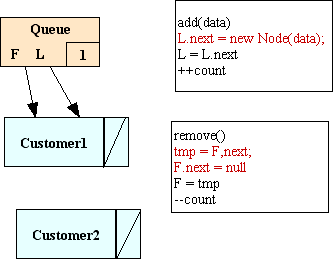 Queue
F L 1
Customer1
Customer2
add(data)
L.next = new Node(data);
L = L.next
++count
remove()
tmp = F,next;
F.next = null
F = tmp
--count